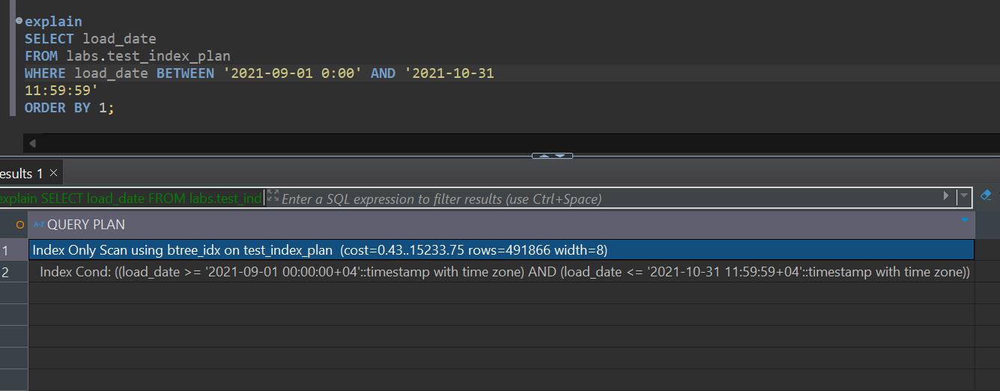 explain
SELECT load_date
FROM labs.test_index_plan
WHERE load_date BETWEEN '2021-09-01 0:00' AND '2021-10-31
11:59:59'
ORDER BY 1;
esults 1 ×
explain SELECT load_date FROM labs.test_ind Enter a SQL expression to filter results (use Ctrl+Space)
A-Z QUERY PLAN
1 Index Only Scan using btree_idx on test_index_plan (cost=0.43..15233.75 rows=491866 width=8)
2 Index Cond: ((load_date >= '2021-09-01 00:00:00+04'::timestamp with time zone) AND (load_date <= '2021-10-31 11:59:59+04'::timestamp with time zone))